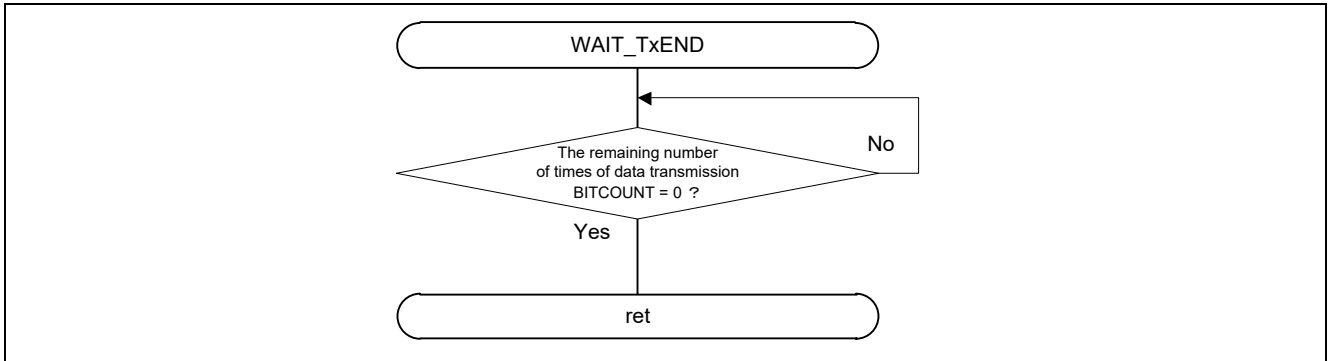 WAIT_TxEND
No
The remaining number
of times of data transmission
BITCOUNT = 0 ?
Yes
ret